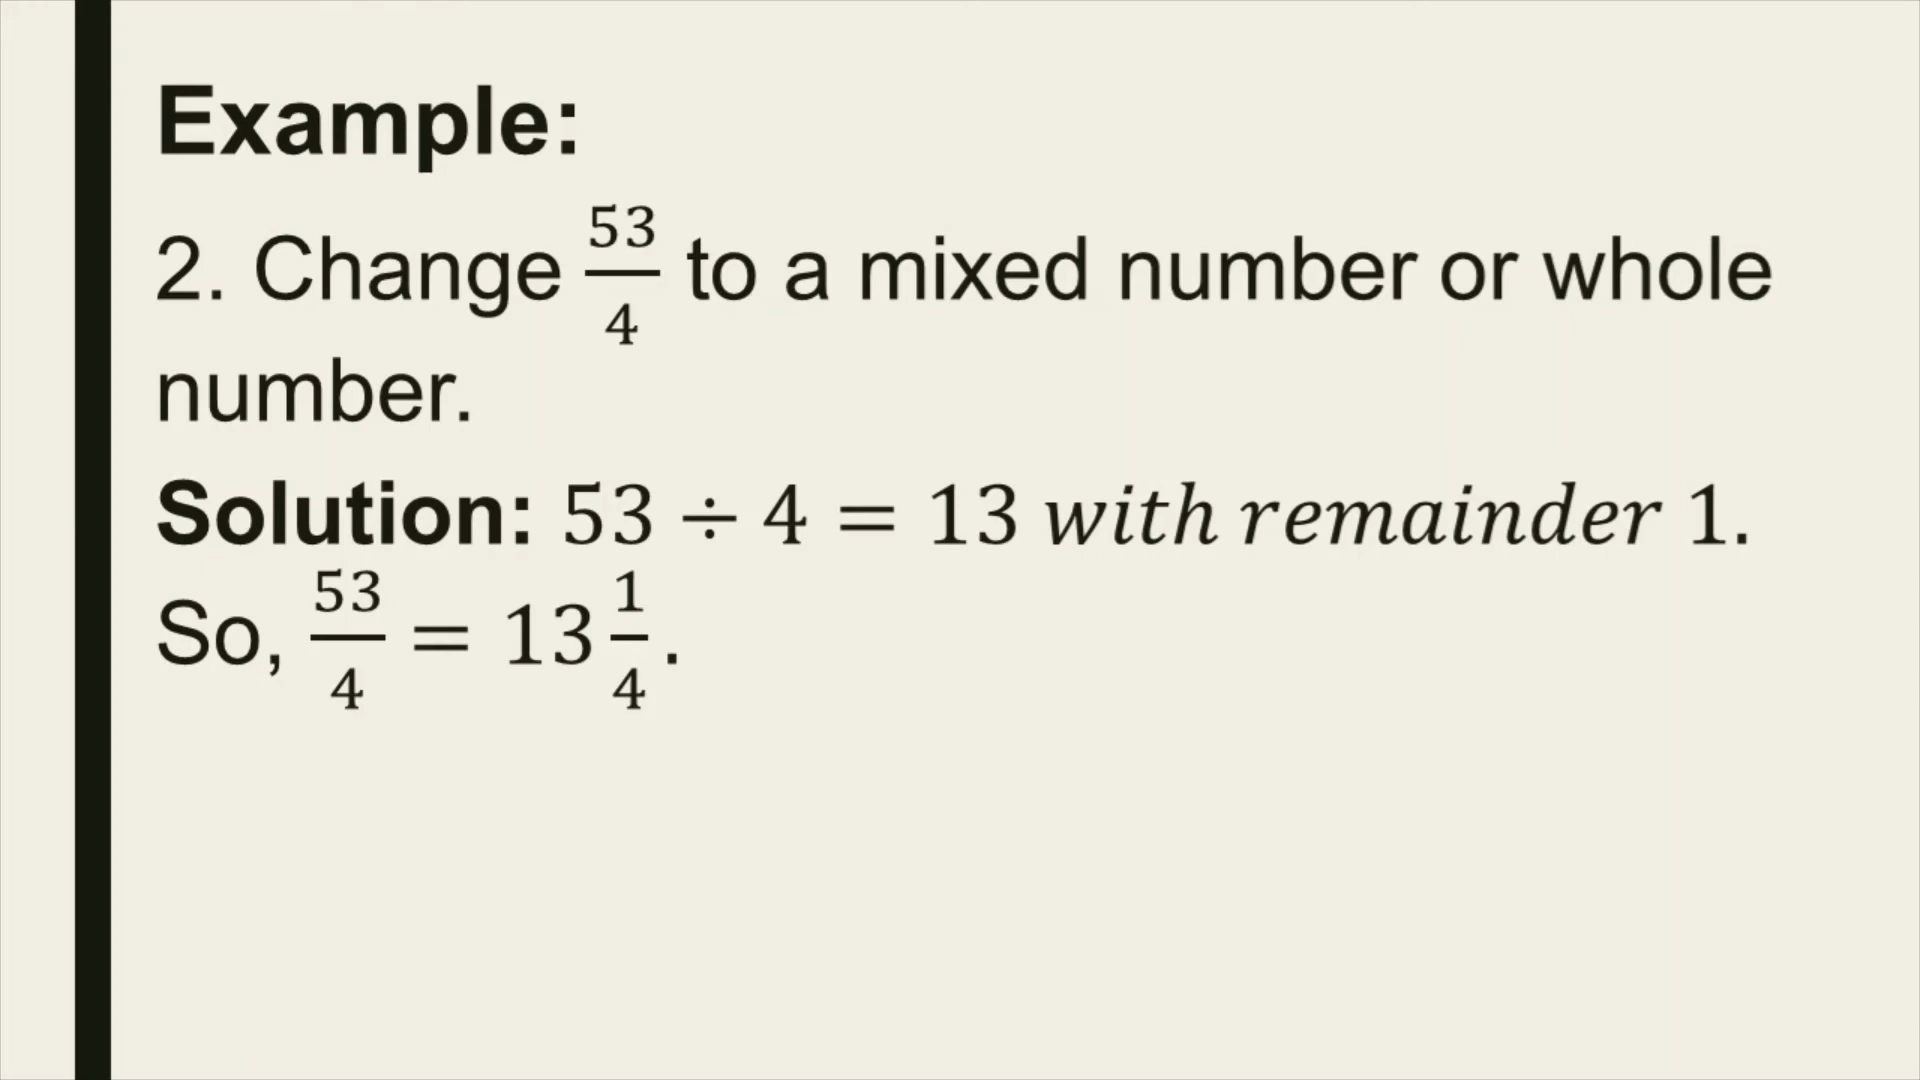 Example:
2. Change 53/4 to a mixed number or whole
number.
Solution: 53 ÷ 4 = 13 with remainder 1.
So, 53/4 = 13 1/4.